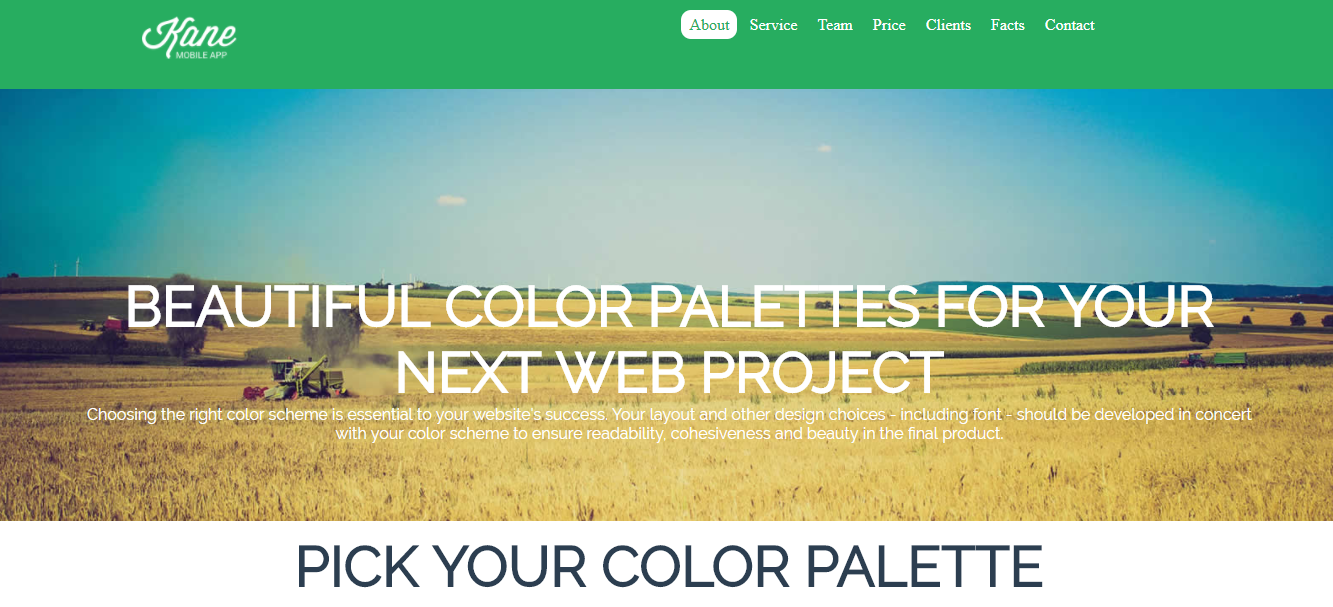 Kane
MOBILE APP
About Service Team Price Clients Facts Contact
BEAUTIFUL COLOR PALETTES FOR YOUR
NEXT WEB PROJECT
Choosing the right color scheme is essential to your website's success. Your layout and other design choices - including font - should be developed in concert
with your color scheme to ensure readability, cohesiveness and beauty in the final product.
PICK YOUR COLOR PALETTE